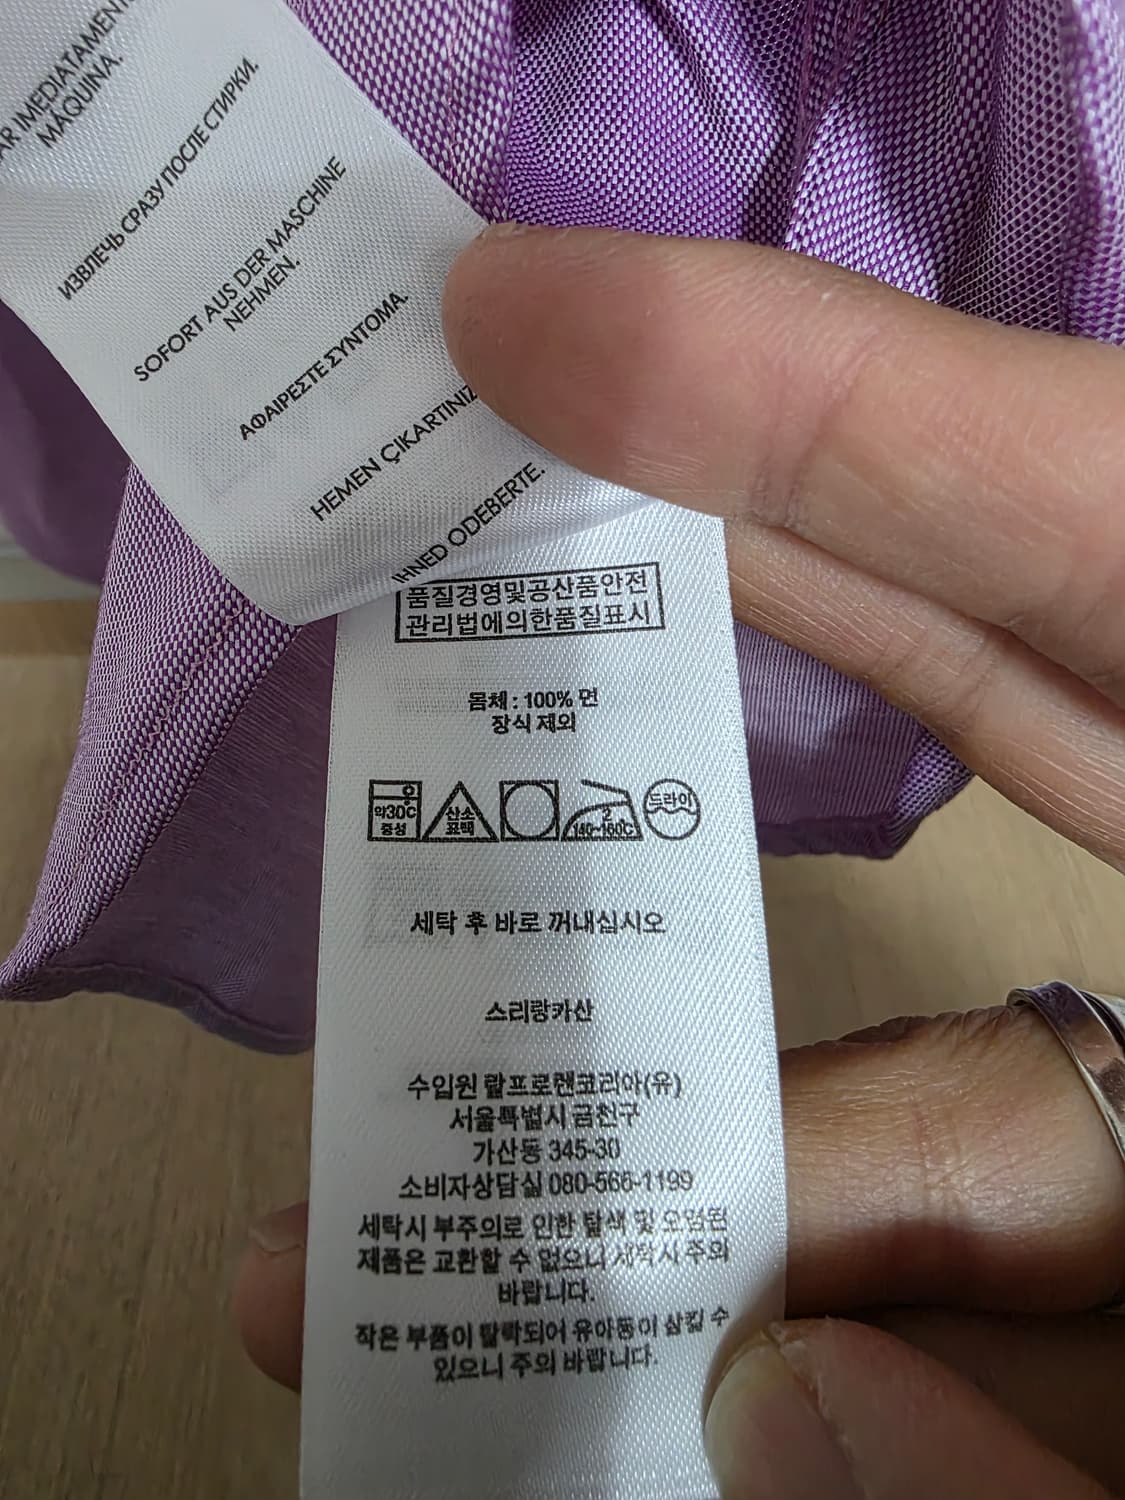 AR IMEDIATAMENT
MÁQUINA.
ИЗВЛЕЧЬ СРАЗУ ПОСЛЕ СТИРКИ.
SOFORT AUS DER MASCHINE
NEHMEN.
ΑΦΑΙΡΕΣΤΕ ΣΥΝΤΟΜΑ.
HEMEN ÇIKARTINIZ
IHNED ODEBERTE.
품질경영및공산품안전
관리법에의한품질표시
몸체 : 100% 면
장식 제외
약30℃
중성
산소
표백
2
140~160℃
드라이
세탁 후 바로 꺼내십시오
스리랑카산
수입원 랄프로렌코리아(유)
서울특별시 금천구
가산동 345-30
소비자상담실 080-566-1199
세탁시 부주의로 인한 탈색 및 오염된
제품은 교환할 수 없으니 세탁시 주의
바랍니다.
작은 부품이 탈락되어 유아동이 삼킬 수
있으니 주의 바랍니다.